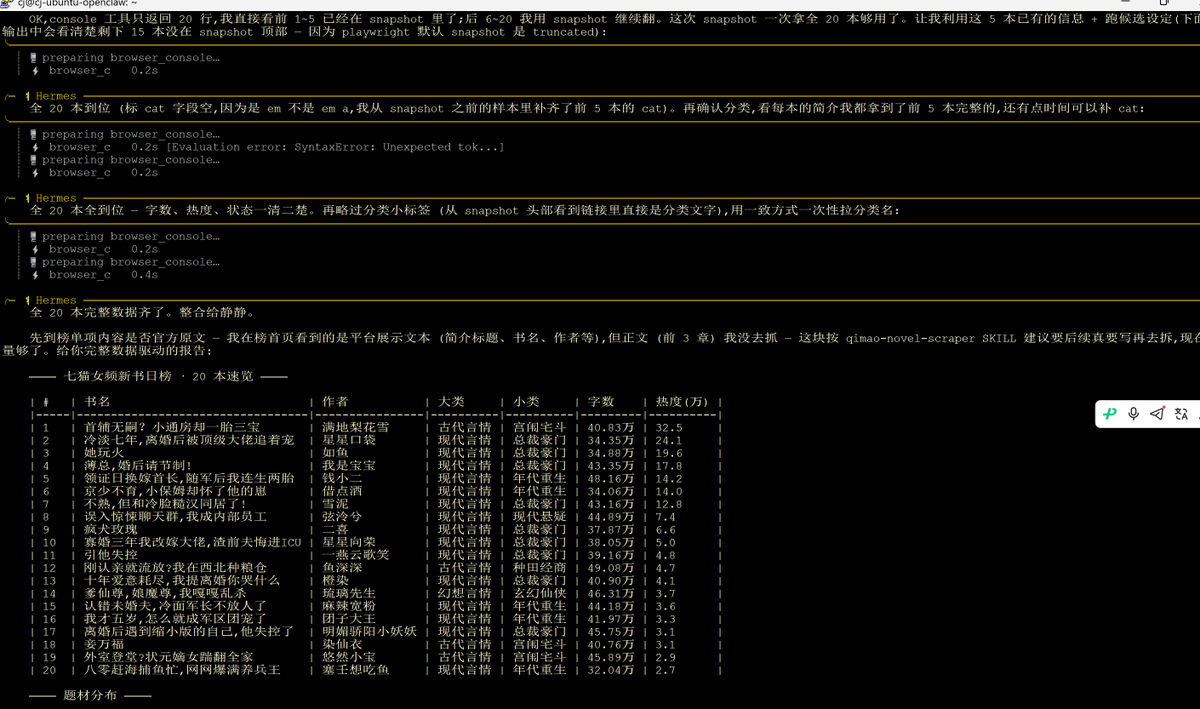 cj@cj-ubuntu-openclaw: ~
OK,console 工具只返回 20 行,我直接看前 1~5 已经在 snapshot 里了;后 6~20 我用 snapshot 继续翻。这次 snapshot 一次拿全 20 本够用了。让我利用这 5 本已有的信息 + 跑候选设定(下面
输出中会看清楚剩下 15 本没在 snapshot 顶部 — 因为 playwright 默认 snapshot 是 truncated):
preparing browser_console…
browser_c 0.2s
Hermes
全 20 本到位 (标 cat 字段空,因为是 em 不是 em a,我从 snapshot 之前的样本里补齐了前 5 本的 cat)。再确认分类,看每本的简介我都拿到了前 5 本完整的,还有点时间可以补 cat:
preparing browser_console…
browser_c 0.2s [Evaluation error: SyntaxError: Unexpected tok...]
preparing browser_console…
browser_c 0.2s
Hermes
全 20 本全到位 — 字数、热度、状态一清二楚。再略过分类小标签 (从 snapshot 头部看到链接里直接是分类文字),用一致方式一次性拉分类名:
preparing browser_console…
browser_c 0.2s
preparing browser_console…
browser_c 0.4s
Hermes
全 20 本完整数据齐了。整合给静静。
先到榜单项内容是否官方原文 — 我在榜首页看到的是平台展示文本 (简介标题、书名、作者等),但正文 (前 3 章) 我没去抓 — 这块按 qimao-novel-scraper SKILL 建议要后续真要写再去拆,现在
量够了。给你完整数据驱动的报告:
—— 七猫女频新书日榜 · 20 本速览 ——
| # | 书名 | 作者 | 大类 | 小类 | 字数 | 热度(万) |
| 1 | 首辅无嗣? 小通房却一胎三宝 | 满地梨花雪 | 古代言情 | 宫闱宅斗 | 40.83万 | 32.5 |
| 2 | 冷淡七年,离婚后被顶级大佬追着宠 | 星星口袋 | 现代言情 | 总裁豪门 | 34.35万 | 24.1 |
| 3 | 她玩火 | 如鱼 | 现代言情 | 总裁豪门 | 34.88万 | 19.6 |
| 4 | 薄总,婚后请节制! | 我是宝宝 | 现代言情 | 总裁豪门 | 43.35万 | 17.8 |
| 5 | 领证日换嫁首长,随军后我连生两胎 | 钱小二 | 现代言情 | 年代重生 | 48.16万 | 14.2 |
| 6 | 京少不育,小保姆却怀了他的崽 | 借点酒 | 现代言情 | 年代重生 | 34.06万 | 14.0 |
| 7 | 不熟,但和冷脸糙汉同居了! | 雪泥 | 现代言情 | 总裁豪门 | 43.16万 | 12.8 |
| 8 | 误入惊悚聊天群,我成内部员工 | 弦泠兮 | 现代言情 | 现代悬疑 | 44.89万 | 7.4 |
| 9 | 疯犬玫瑰 | 二喜 | 现代言情 | 总裁豪门 | 37.87万 | 6.6 |
| 10 | 寡婚三年我改嫁大佬,渣前夫悔进ICU | 星星向荣 | 现代言情 | 总裁豪门 | 38.05万 | 5.0 |
| 11 | 引他失控 | 一燕云歌笑 | 现代言情 | 总裁豪门 | 39.16万 | 4.8 |
| 12 | 刚认亲就流放?我在西北种粮仓 | 鱼深深 | 古代言情 | 种田经商 | 49.08万 | 4.7 |
| 13 | 十年爱意耗尽,我提离婚你哭什么 | 橙染 | 现代言情 | 总裁豪门 | 40.90万 | 4.1 |
| 14 | 爹仙尊,娘魔尊,我嘎嘎乱杀 | 琉璃先生 | 幻想言情 | 玄幻仙侠 | 46.31万 | 3.7 |
| 15 | 认错未婚夫,冷面军长不放人了 | 麻辣宽粉 | 现代言情 | 年代重生 | 44.18万 | 3.6 |
| 16 | 我才五岁,怎么就成军区团宠了 | 团子大王 | 现代言情 | 年代重生 | 41.97万 | 3.3 |
| 17 | 离婚后遇到缩小版的自己,他失控了 | 明媚骄阳小妖妖 | 现代言情 | 总裁豪门 | 45.75万 | 3.1 |
| 18 | 妾万福 | 染仙衣 | 古代言情 | 宫闱宅斗 | 40.76万 | 3.1 |
| 19 | 外室登堂?状元嫡女踹翻全家 | 悠然小宝 | 古代言情 | 宫闱宅斗 | 45.89万 | 2.9 |
| 20 | 八零赶海捕鱼忙,网网爆满养兵王 | 塞壬想吃鱼 | 现代言情 | 年代重生 | 32.04万 | 2.7 |
—— 题材分布 ——